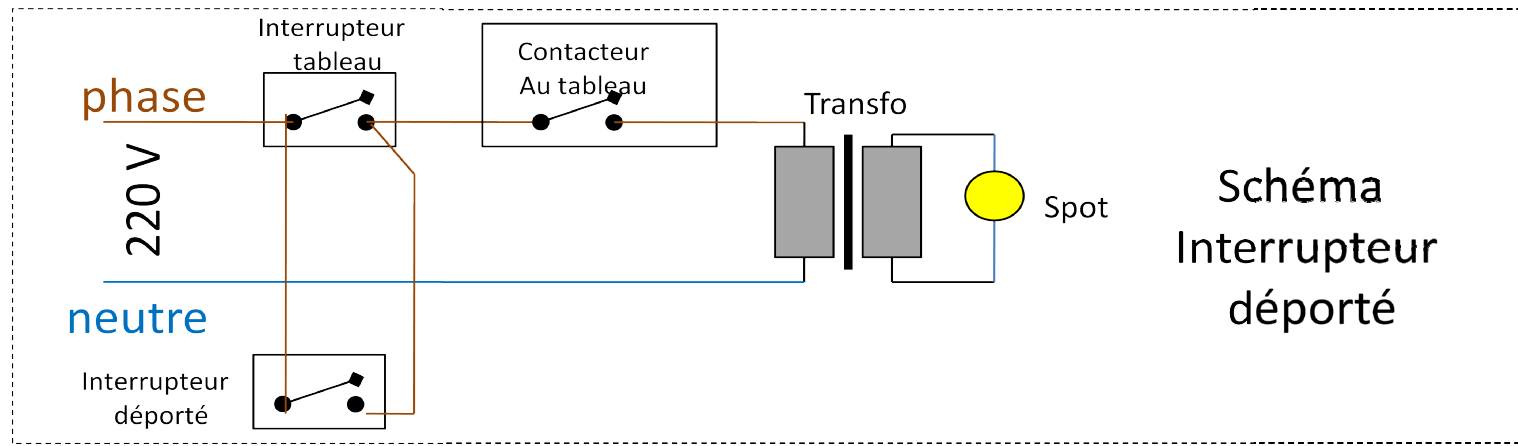 Interrupteur
tableau
Contacteur
Au tableau
phase
Transfo
220 V
Spot
Schéma
Interrupteur
déporté
neutre
Interrupteur
déporté